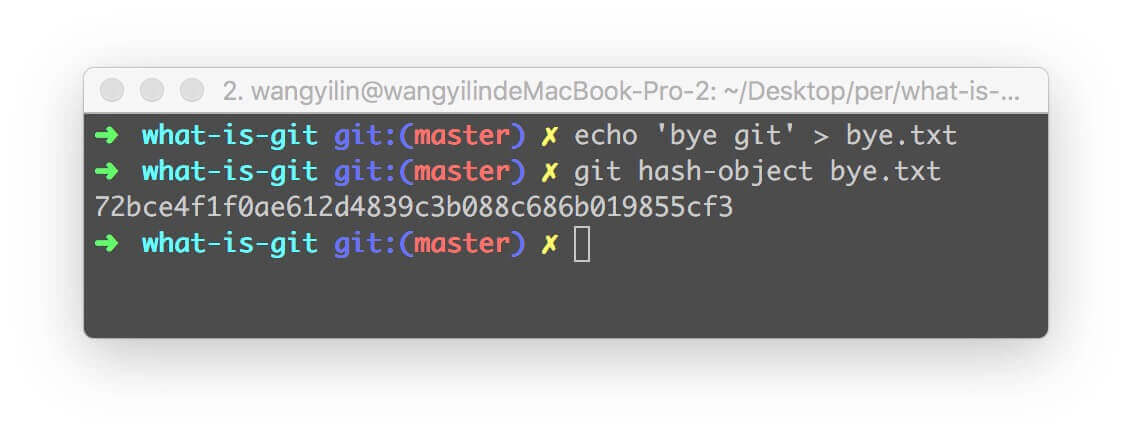 2. wangyilin@wangyilindeMacBook-Pro-2: ~/Desktop/per/what-is-...
➜ what-is-git git:(master) ✗ echo 'bye git' > bye.txt
➜ what-is-git git:(master) ✗ git hash-object bye.txt
72bce4f1f0ae612d4839c3b088c686b019855cf3
➜ what-is-git git:(master) ✗